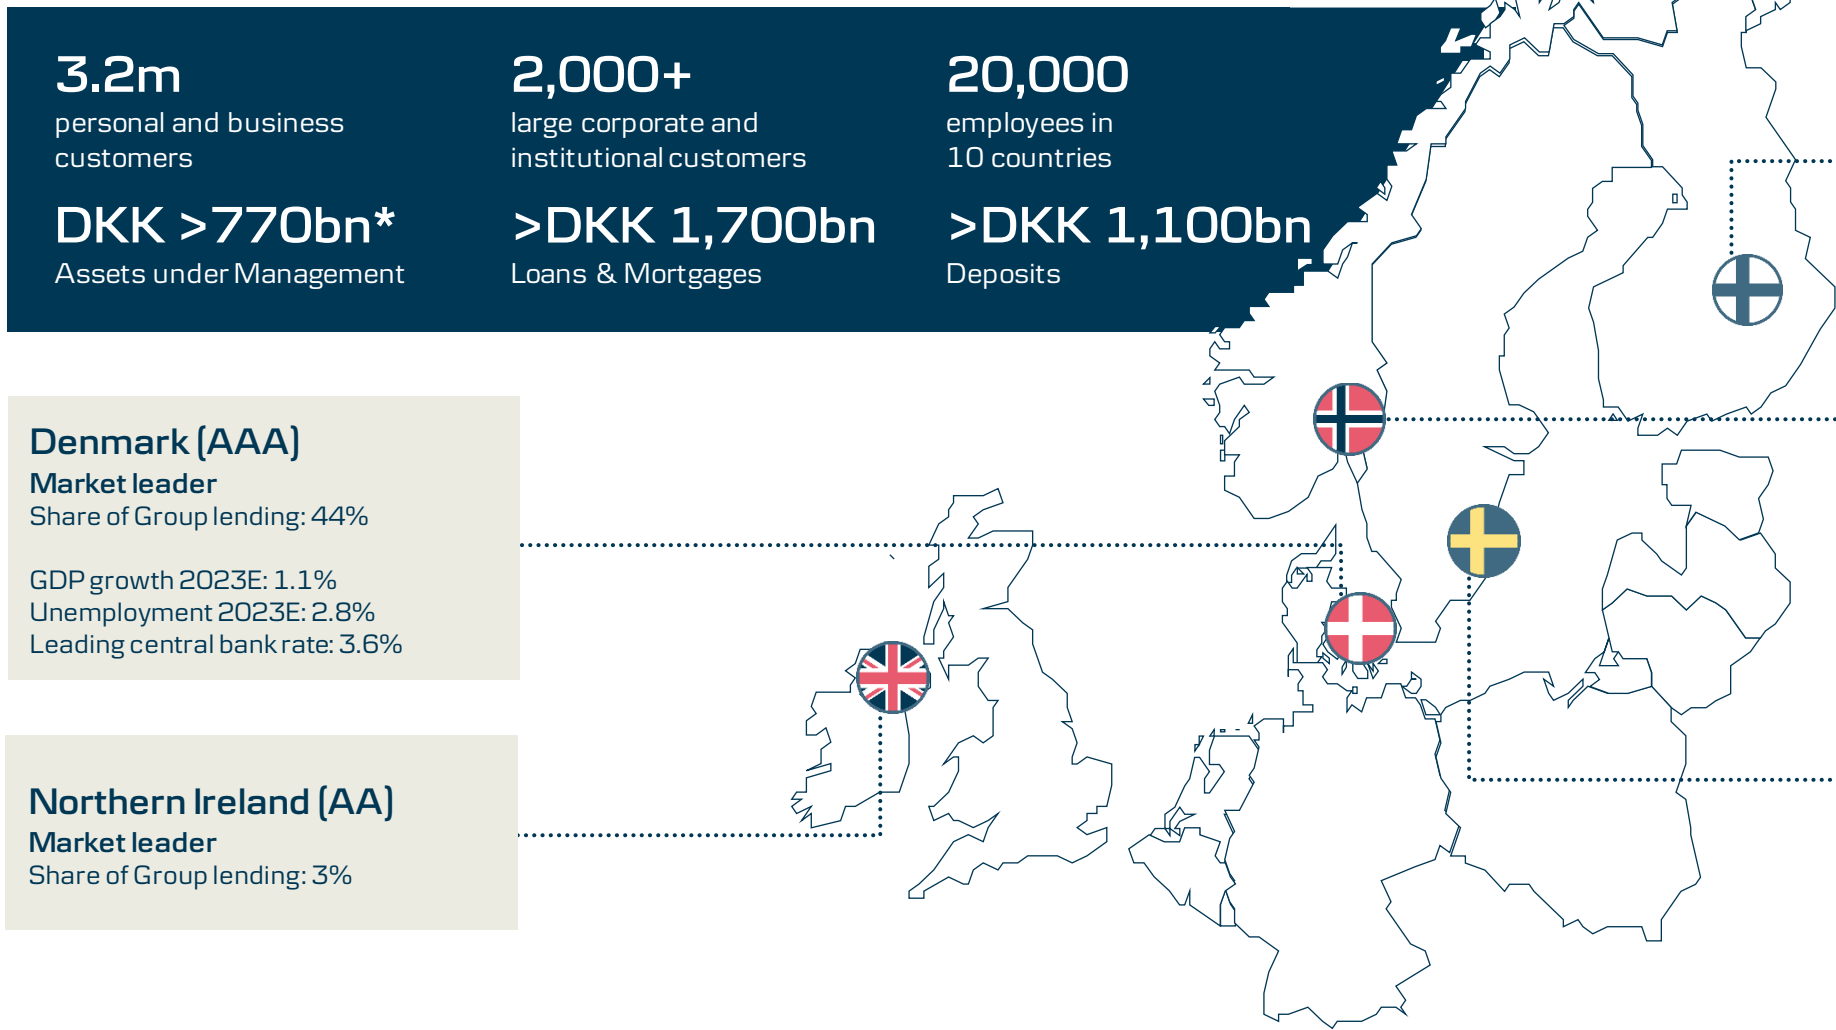 3.2m
personal and business
customers
2,000+
large corporate and
institutional customers
20,000
employees in
10 countries
DKK >770bn*
Assets under Management
>DKK 1,700bn
Loans & Mortgages
>DKK 1,100bn
Deposits
Denmark (AAA)
Market leader
Share of Group lending: 44%
GDP growth 2023E: 1.1%
Unemployment 2023E: 2.8%
Leading central bank rate: 3.6%
Northern Ireland (AA)
Market leader
Share of Group lending: 3%